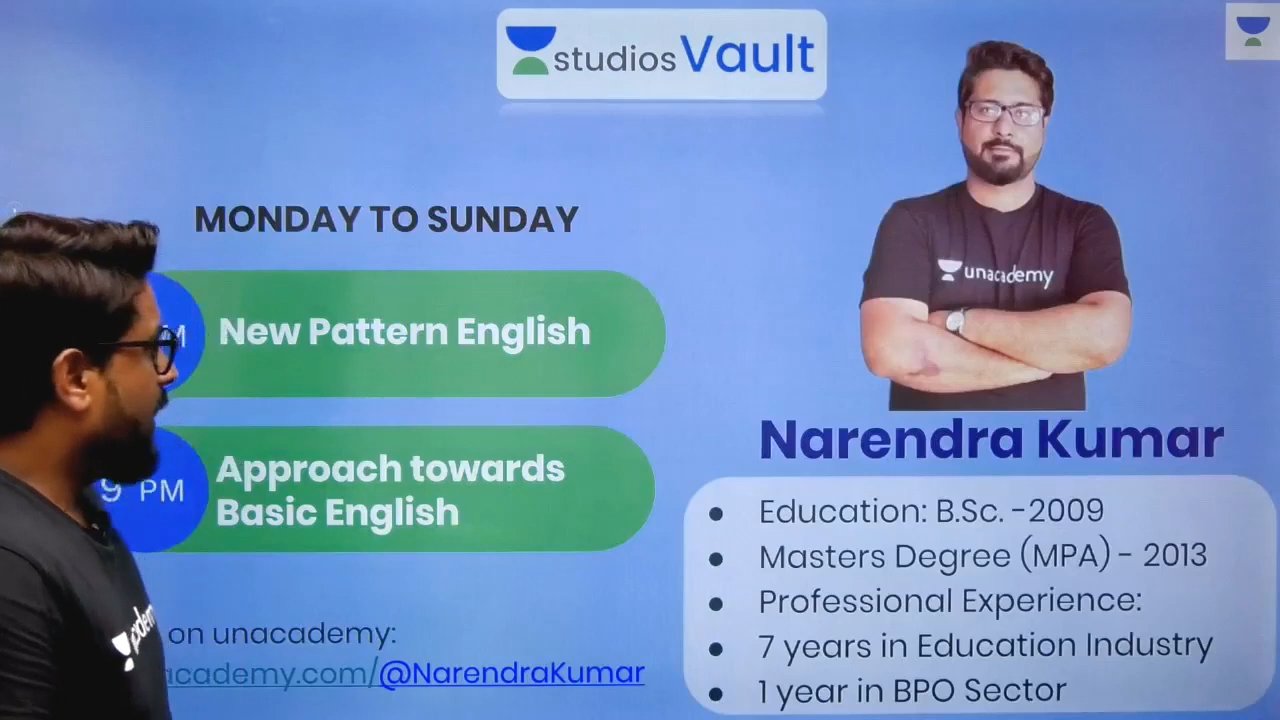 studios Vault
MONDAY TO SUNDAY
New Pattern English
9 PM
Approach towards
Basic English
on unacademy:
academy.com/@NarendraKumar
unacademy
Narendra Kumar
• Education: B.Sc. -2009
• Masters Degree (MPA) - 2013
• Professional Experience:
• 7 years in Education Industry
• 1 year in BPO Sector